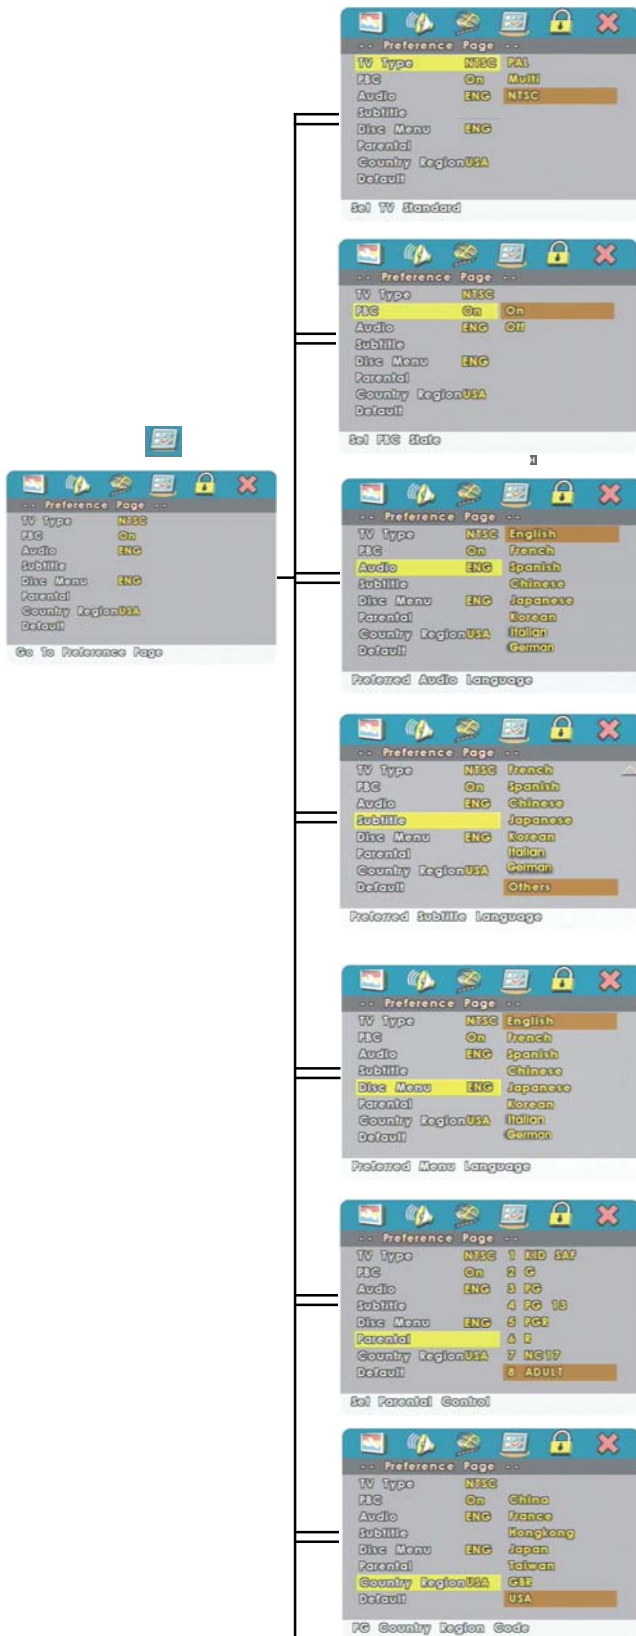 -- Preference Page --
TV Type NTSC PAL
PBC On Multi
Audio ENG NTSC
Subtitle
Disc Menu ENG
Parental
Country Region USA
Default
Set TV Standard
-- Preference Page --
TV Type NTSC
PBC On On
Audio ENG Off
Subtitle
Disc Menu ENG
Parental
Country Region USA
Default
Set PBC State
-- Preference Page --
TV Type NTSC
PBC On
Audio ENG
Subtitle
Disc Menu ENG
Parental
Country Region USA
Default
Go To Preference Page
-- Preference Page --
TV Type NTSC English
PBC On French
Audio ENG Spanish
Subtitle Chinese
Disc Menu ENG Japanese
Parental Korean
Country Region USA Italian
Default German
Preferred Audio Language
-- Preference Page --
TV Type NTSC French
PBC On Spanish
Audio ENG Chinese
Subtitle Japanese
Disc Menu ENG Korean
Parental Italian
Country Region USA German
Default Others
Preferred Subtitle Language
-- Preference Page --
TV Type NTSC English
PBC On French
Audio ENG Spanish
Subtitle Chinese
Disc Menu ENG Japanese
Parental Korean
Country Region USA Italian
Default German
Preferred Menu Language
-- Preference Page --
TV Type NTSC 1 KID SAF
PBC On 2 G
Audio ENG 3 PG
Subtitle 4 PG 13
Disc Menu ENG 5 PGR
Parental 6 R
Country Region USA 7 NC17
Default 8 ADULT
Set Parental Control
-- Preference Page --
TV Type NTSC
PBC On China
Audio ENG France
Subtitle Hongkong
Disc Menu ENG Japan
Parental Taiwan
Country Region USA GBR
Default USA
PG Country Region Code